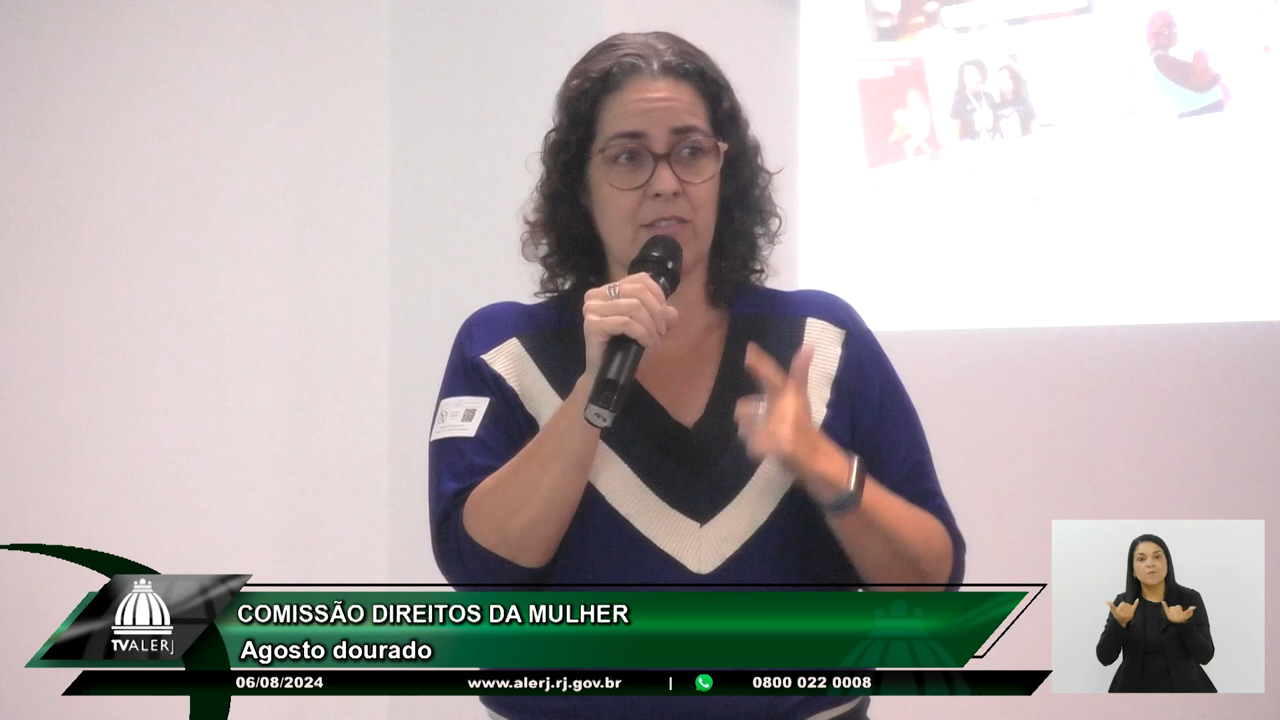 COMISSÃO DIREITOS DA MULHER
Agosto dourado
TVALERJ
06/08/2024 www.alerj.rj.gov.br | 0800 022 0008